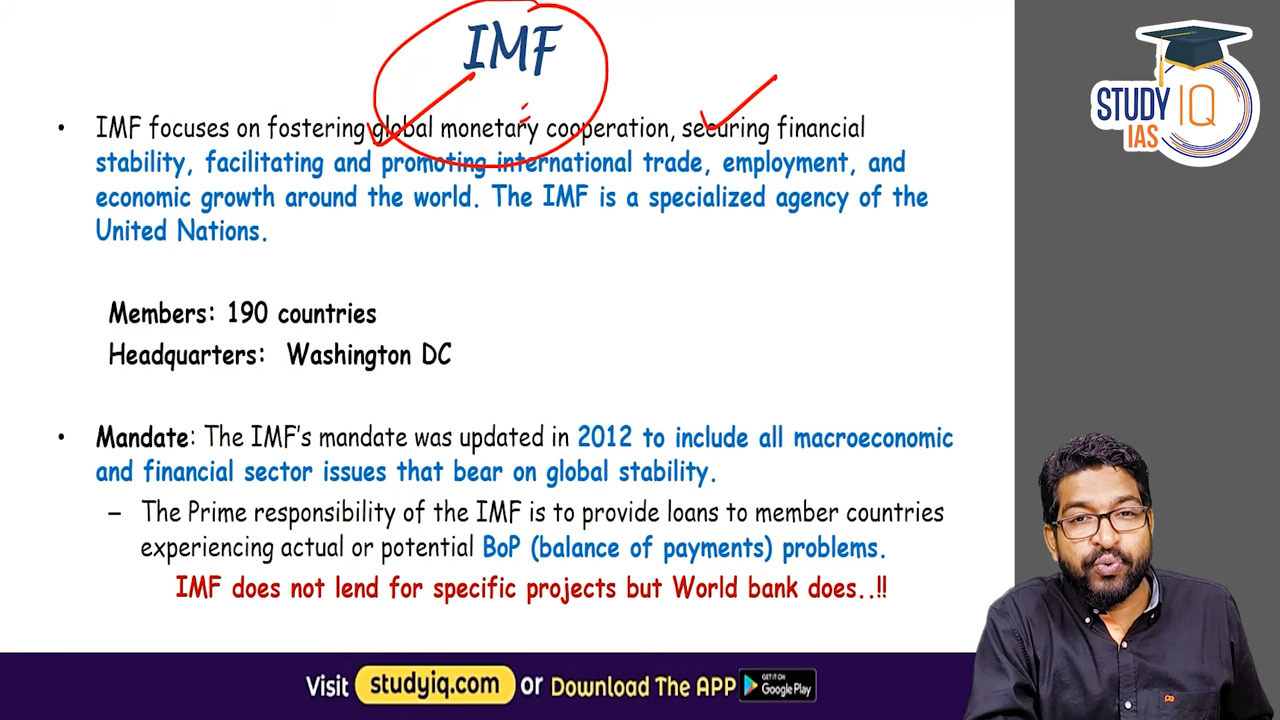 IMF
STUDY IQ
IAS
• IMF focuses on fostering global monetary cooperation, securing financial
stability, facilitating and promoting international trade, employment, and
economic growth around the world. The IMF is a specialized agency of the
United Nations.
Members: 190 countries
Headquarters: Washington DC
• Mandate: The IMF's mandate was updated in 2012 to include all macroeconomic
and financial sector issues that bear on global stability.
– The Prime responsibility of the IMF is to provide loans to member countries
experiencing actual or potential BoP (balance of payments) problems.
IMF does not lend for specific projects but World bank does..!!
Visit studyiq.com or Download The APP GET IT ON Google Play